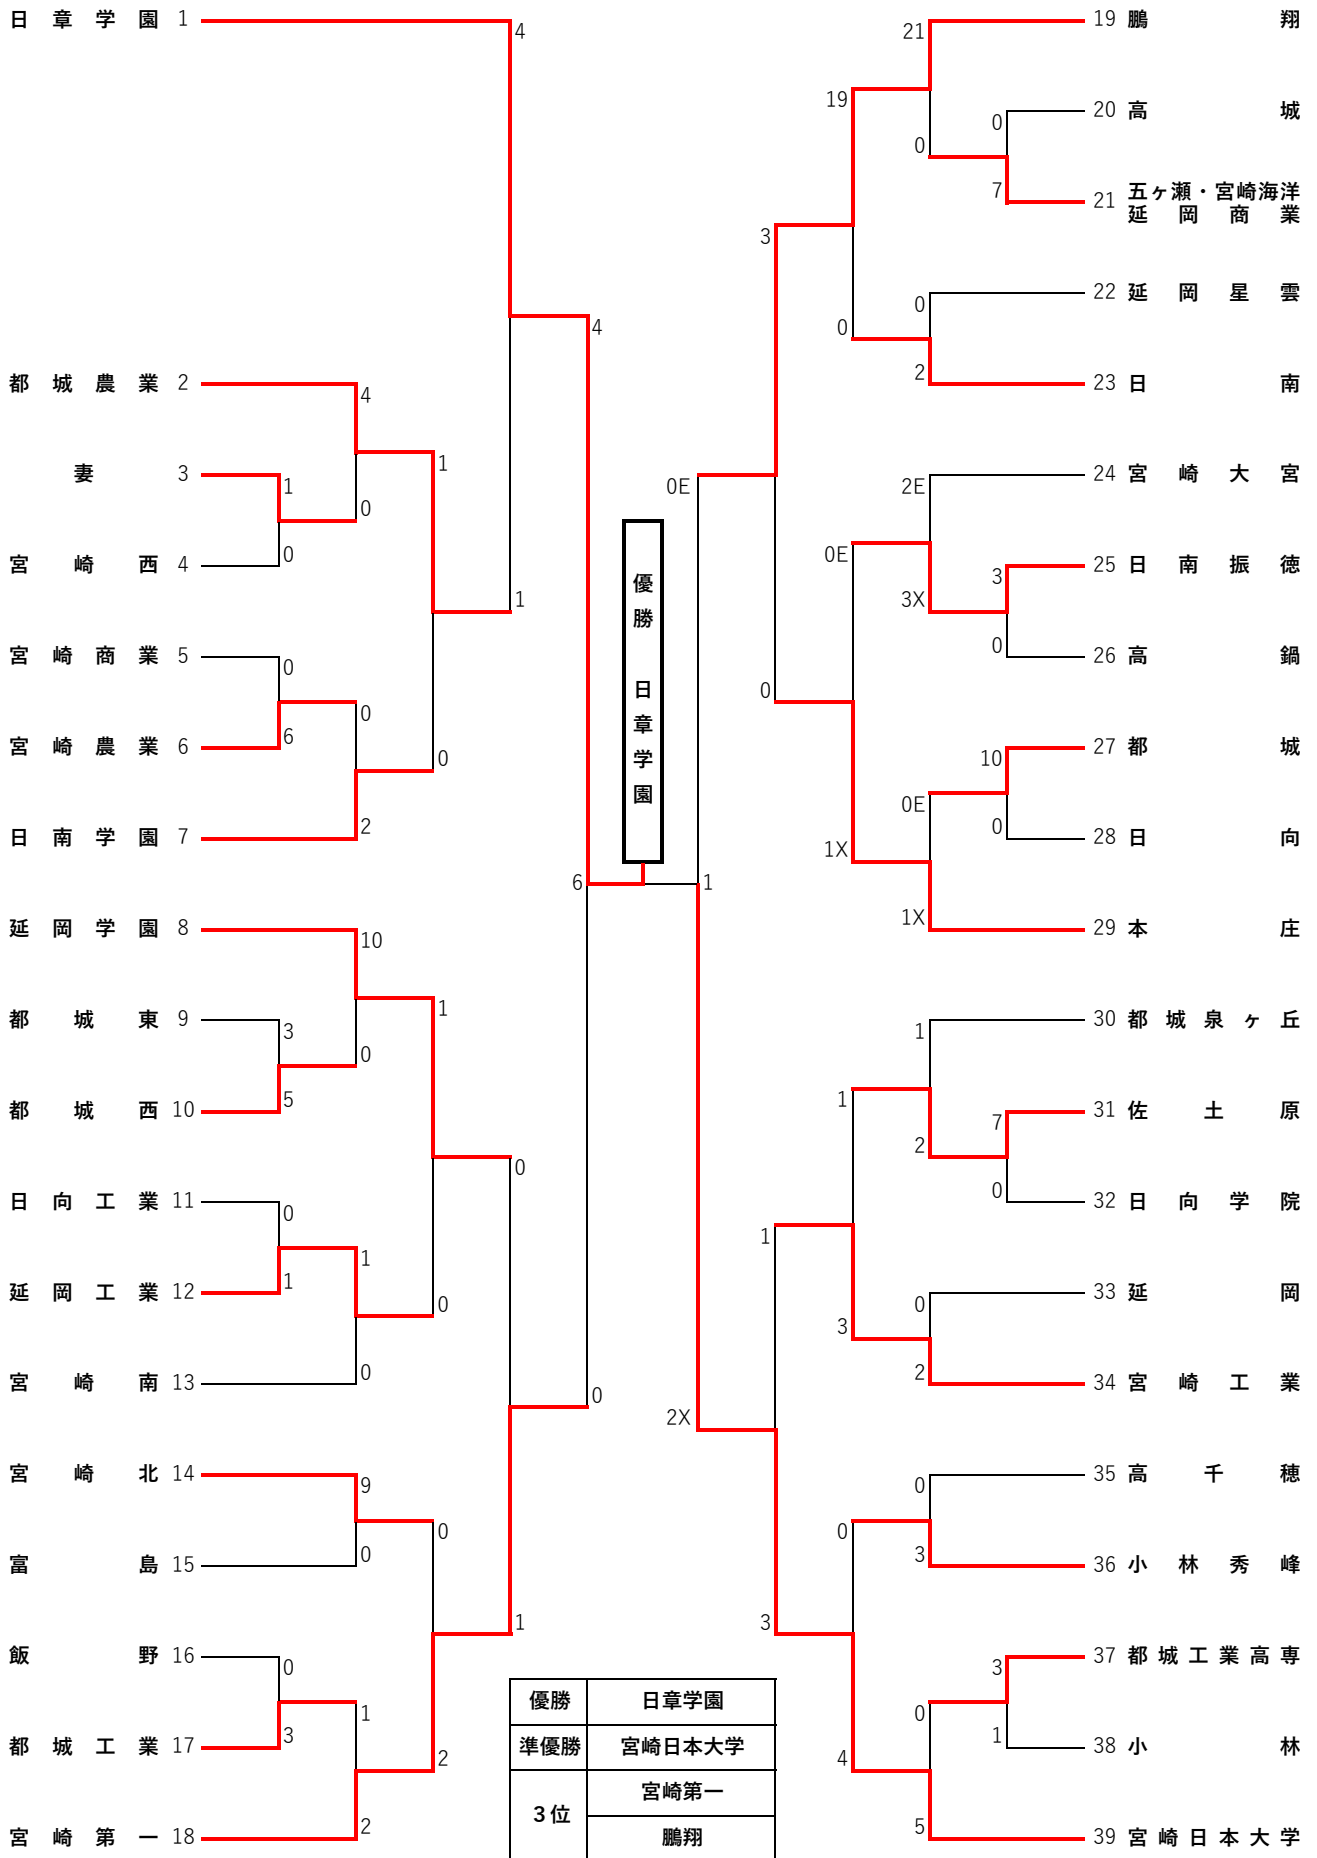 日章学園 1
都城農業 2
妻 3
宮崎西 4
宮崎商業 5
宮崎農業 6
日南学園 7
延岡学園 8
都城東 9
都城西 10
日向工業 11
延岡工業 12
宮崎南 13
宮崎北 14
富島 15
飯野 16
都城工業 17
宮崎第一 18
4
4
1
1
0
0
0
1
6
0
0
2
4
10
1
3
0
5
0
0
1
1
0
0
9
0
0
0
0
1
1
3
2
2
6
優勝 日章学園
1
0E
2X
3
0
1
3
19
0
0E
1X
1
3
0
4
21
0
0
7
0
2
2E
3
3X
0
10
0E
0
1X
1
7
2
0
0
2
0
3
3
0
1
5
19 鵬翔
20 高城
21 五ヶ瀬・宮崎海洋
延岡商業
22 延岡星雲
23 日南
24 宮崎大宮
25 日南振徳
26 高鍋
27 都城
28 日向
29 本庄
30 都城泉ヶ丘
31 佐土原
32 日向学院
33 延岡
34 宮崎工業
35 高千穂
36 小林秀峰
37 都城工業高専
38 小林
39 宮崎日本大学
優勝 日章学園
準優勝 宮崎日本大学
3位 宮崎第一
鵬翔